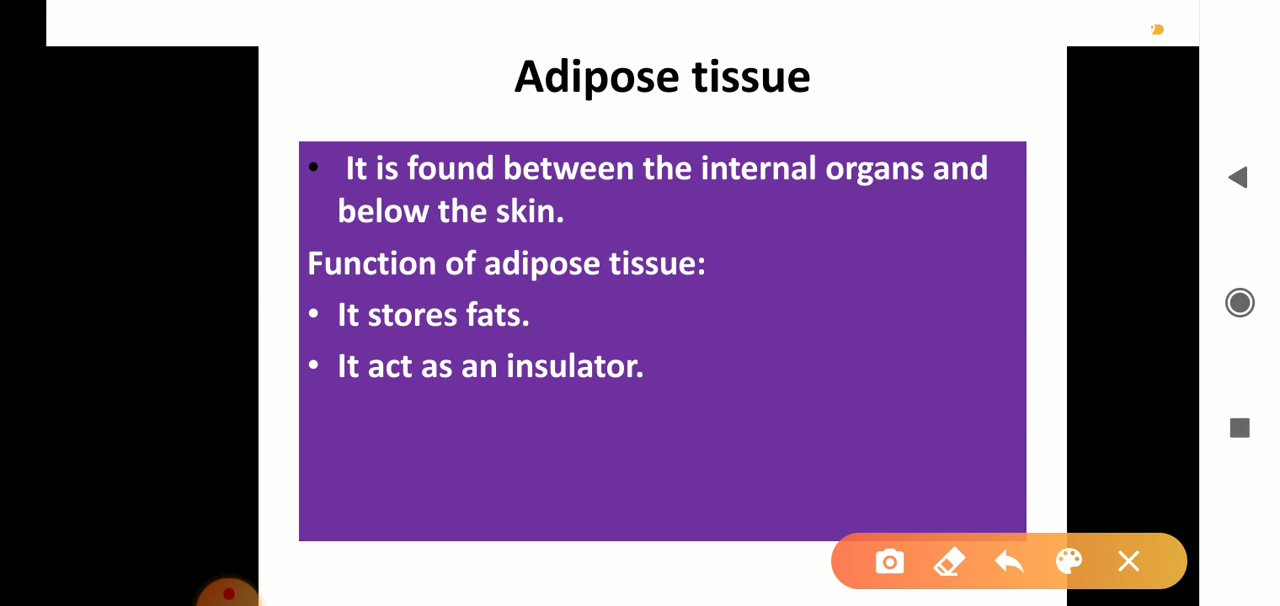 Adipose tissue
• It is found between the internal organs and
below the skin.
Function of adipose tissue:
• It stores fats.
• It act as an insulator.